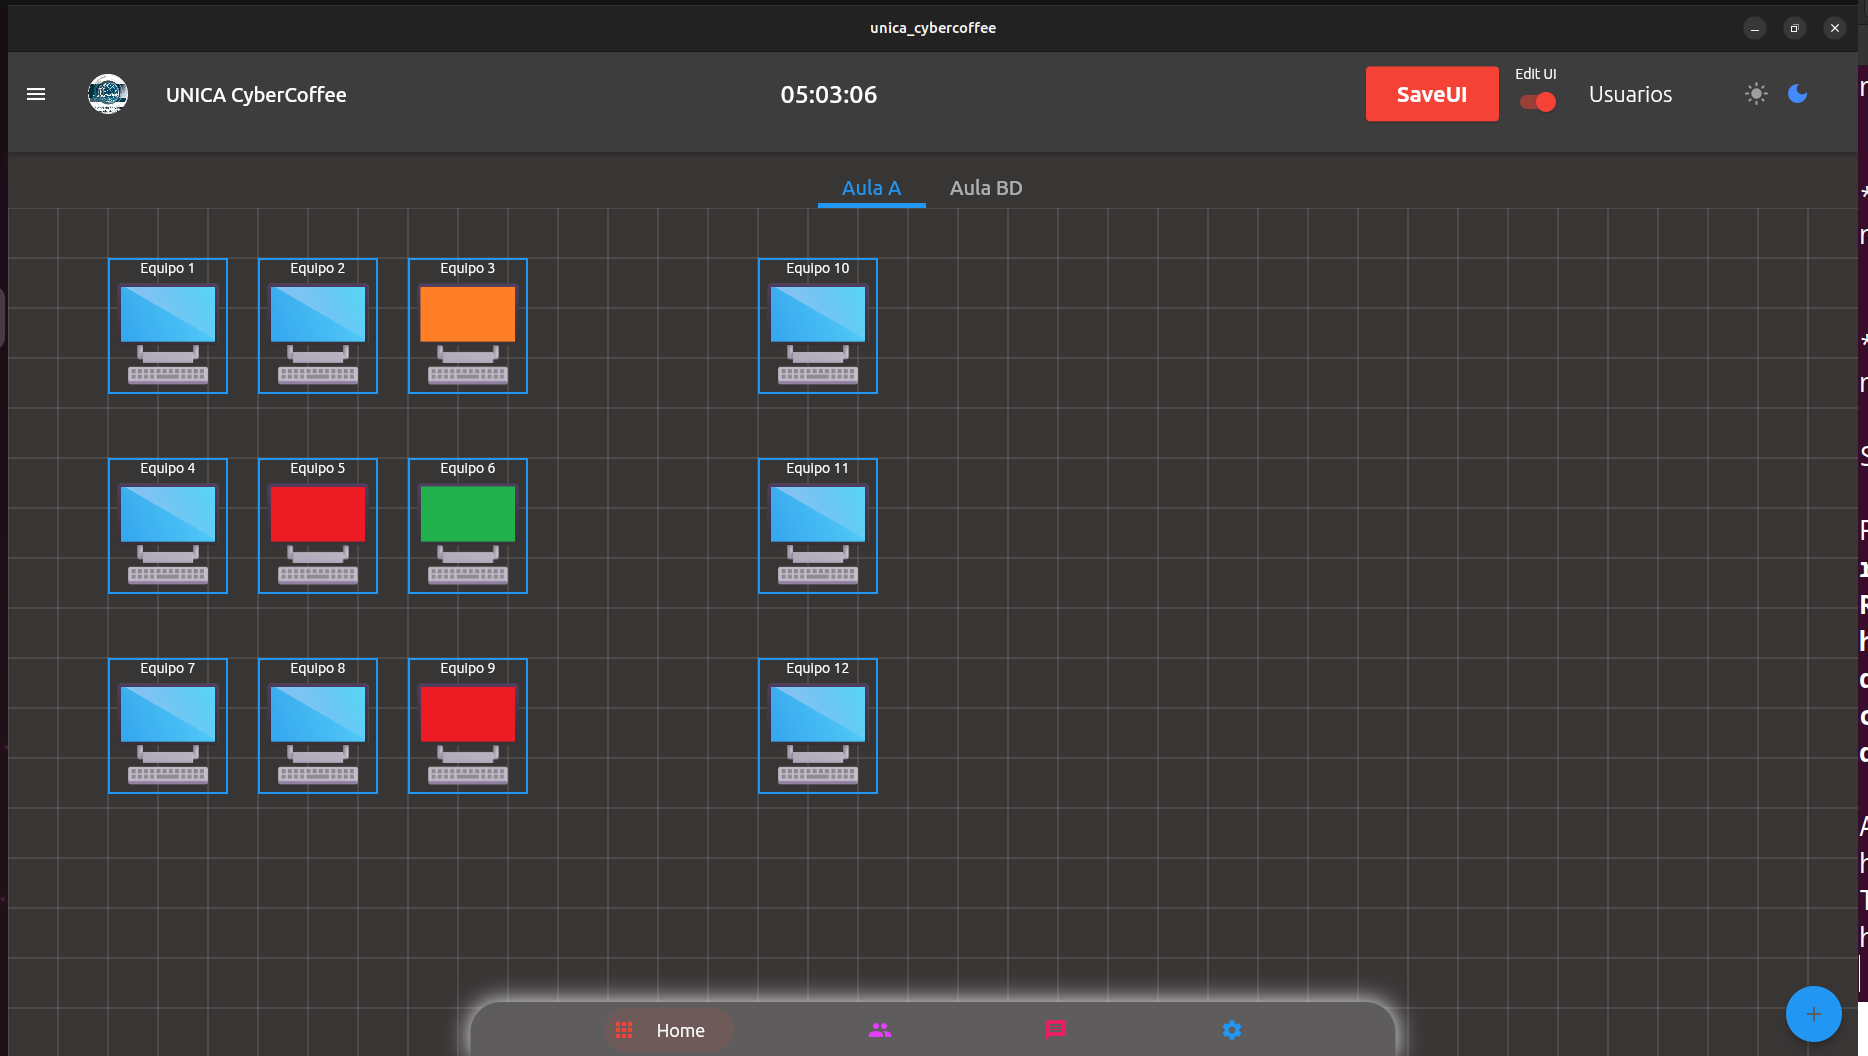 unica_cybercoffee
UNICA CyberCoffee
05:03:06
SaveUI
Edit UI
Usuarios
Aula A
Aula BD
Equipo 1
Equipo 2
Equipo 3
Equipo 10
Equipo 4
Equipo 5
Equipo 6
Equipo 11
Equipo 7
Equipo 8
Equipo 9
Equipo 12
Home